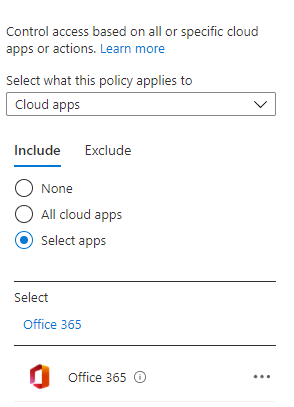 Control access based on all or specific cloud
apps or actions. Learn more
Select what this policy applies to
Cloud apps
Include Exclude
None
All cloud apps
Select apps
Select
Office 365
Office 365